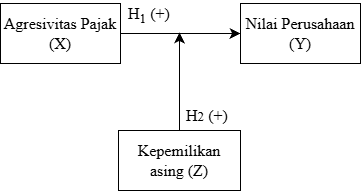 Agresivitas Pajak
(X)
H1 (+)
Nilai Perusahaan
(Y)
H2 (+)
Kepemilikan
asing (Z)